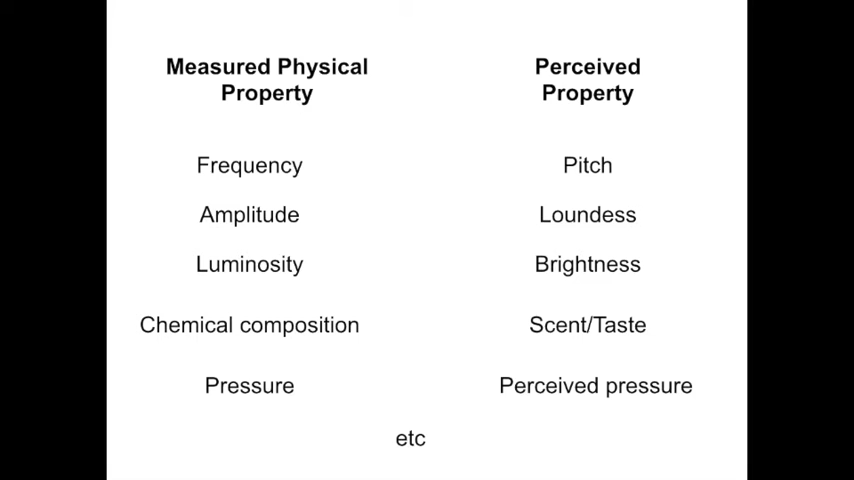 Measured Physical Property
Perceived Property
Frequency Pitch
Amplitude Loundess
Luminosity Brightness
Chemical composition Scent/Taste
Pressure Perceived pressure
etc